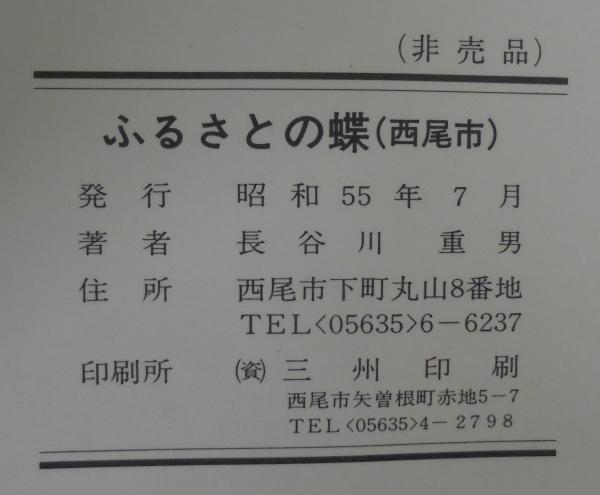 （非売品）
ふるさとの蝶（西尾市）
発行 昭和55年7月
著者 長谷川 重男
住所 西尾市下町丸山8番地
TEL<05635>6－6237
印刷所 ㈾ 三州印刷
西尾市矢曽根町赤地5－7
TEL<05635>4－2798